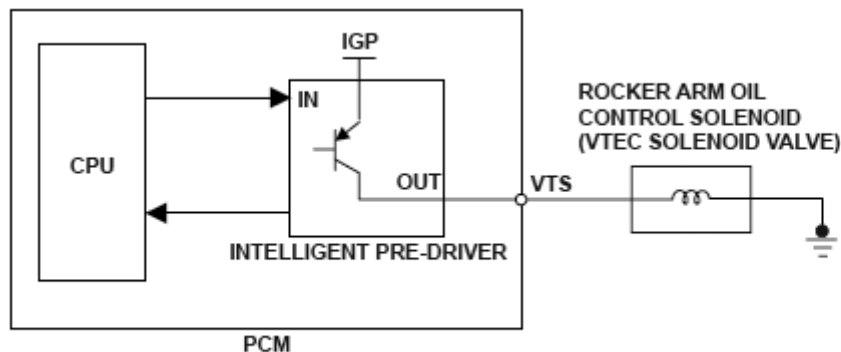 IGP
IN
CPU
OUT
INTELLIGENT PRE-DRIVER
VTS
ROCKER ARM OIL
CONTROL SOLENOID
(VTEC SOLENOID VALVE)
PCM